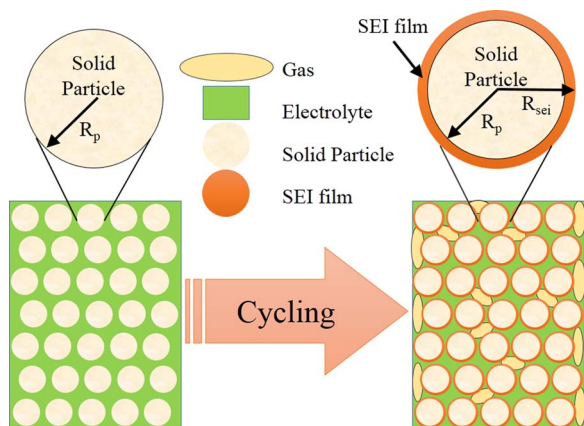 Solid
Particle
R_p
Gas
Electrolyte
Solid Particle
SEI film
SEI film
Solid
Particle
R_sei
R_p
Cycling